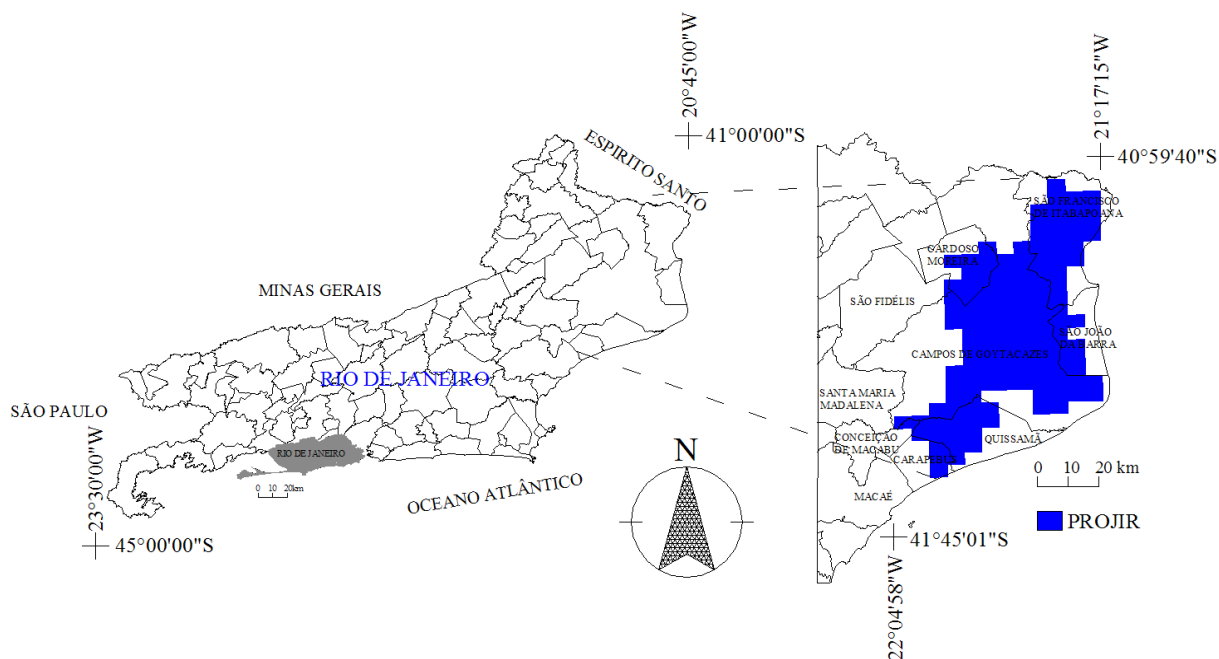 20°45'00"W
41°00'00"S
ESPIRITO SANTO
MINAS GERAIS
RIO DE JANEIRO
SÃO PAULO
RIO DE JANEIRO
0 10 20km
OCEANO ATLÂNTICO
23°30'00"W
45°00'00"S
N
21°17'15"W
40°59'40"S
SÃO FRANCISCO
DE ITABAPOANA
CARDOSO
MOREIRA
SÃO FIDÉLIS
SÃO JOÃO
DA BARRA
CAMPOS DE GOYTACAZES
SANTA MARIA
MADALENA
CONCEIÇÃO
DE MACABU
QUISSAMÃ
CARAPEBUS
MACAÉ
0 10 20 km
PROJIR
41°45'01"S
22°04'58"W